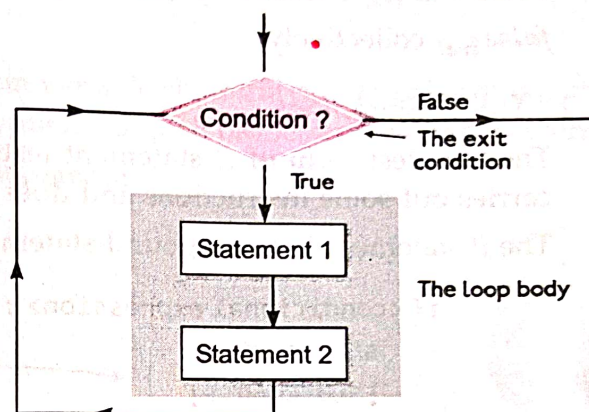 Condition ?
False
The exit
condition
True
Statement 1
The loop body
Statement 2